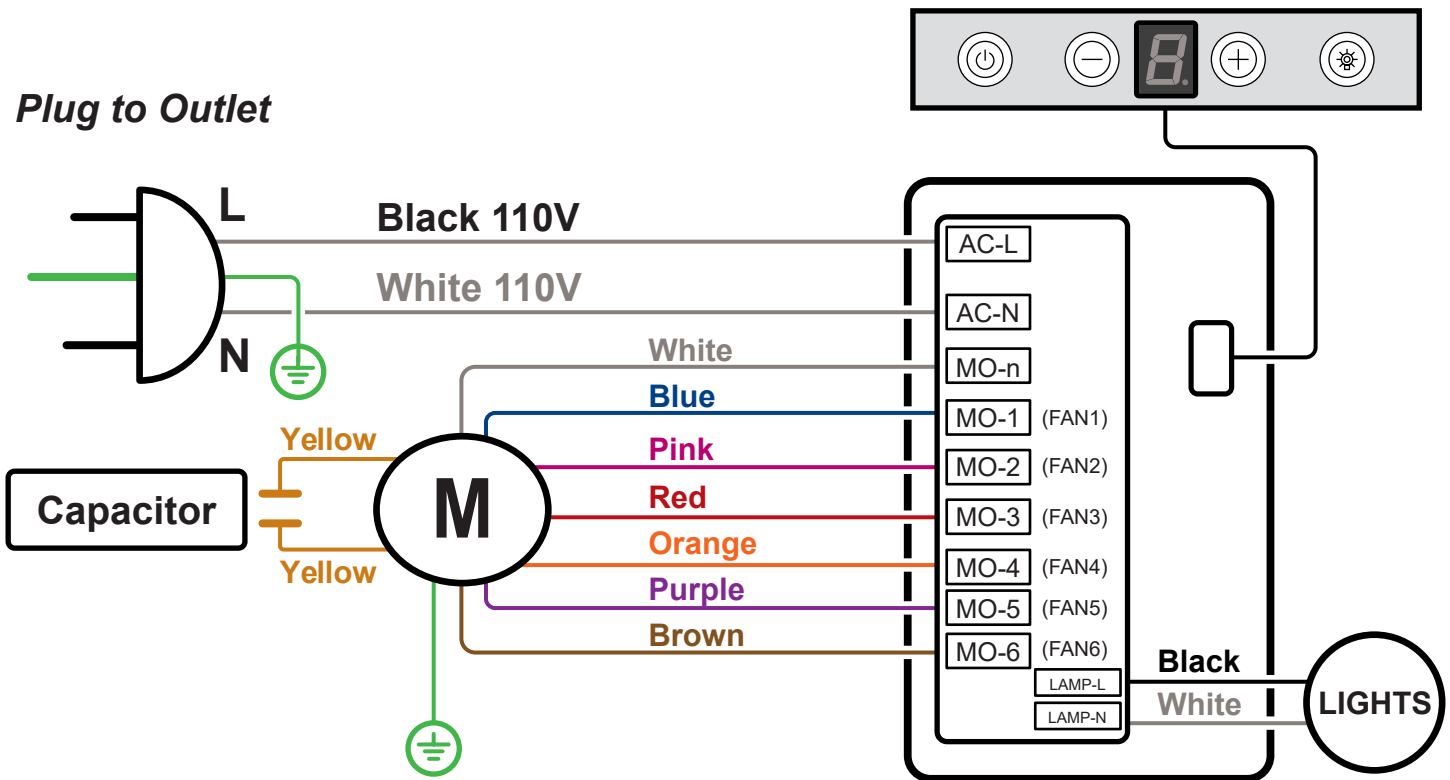 Plug to Outlet
8.
L
Black 110V
White 110V
N
AC-L
AC-N
White
MO-n
Blue
MO-1 (FAN1)
Pink
MO-2 (FAN2)
Red
MO-3 (FAN3)
Orange
MO-4 (FAN4)
Purple
MO-5 (FAN5)
Brown
MO-6 (FAN6)
Yellow
Capacitor
M
Yellow
LAMP-L
Black
LAMP-N
White
LIGHTS